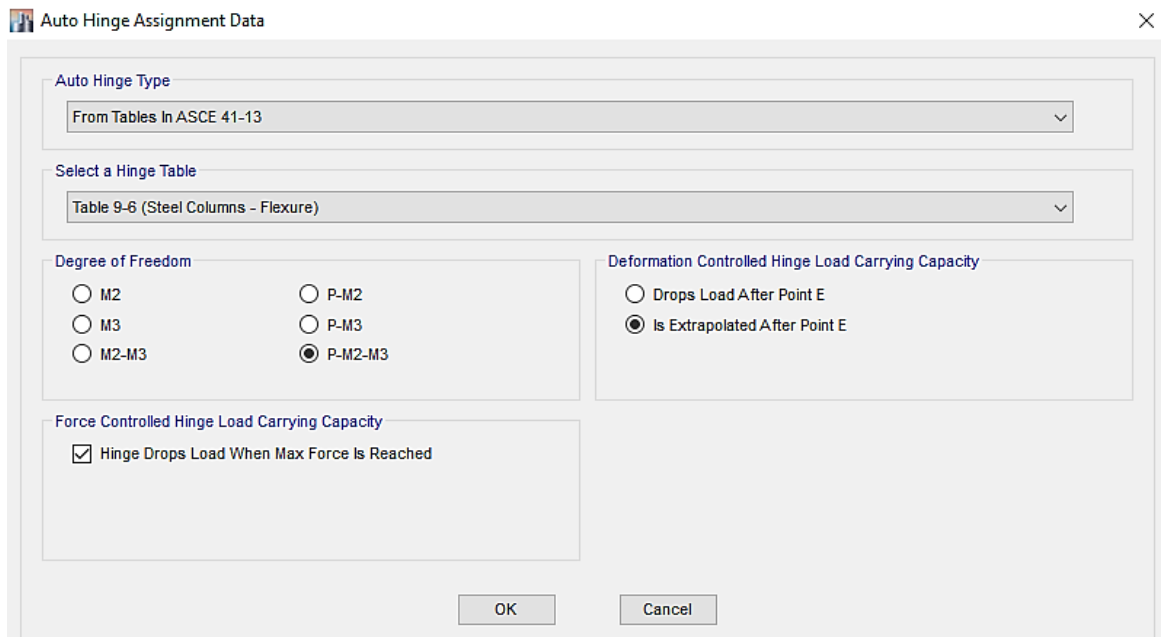 Auto Hinge Assignment Data
Auto Hinge Type
From Tables In ASCE 41-13
Select a Hinge Table
Table 9-6 (Steel Columns - Flexure)
Degree of Freedom
M2
P-M2
M3
P-M3
M2-M3
P-M2-M3
Deformation Controlled Hinge Load Carrying Capacity
Drops Load After Point E
Is Extrapolated After Point E
Force Controlled Hinge Load Carrying Capacity
Hinge Drops Load When Max Force Is Reached
OK
Cancel